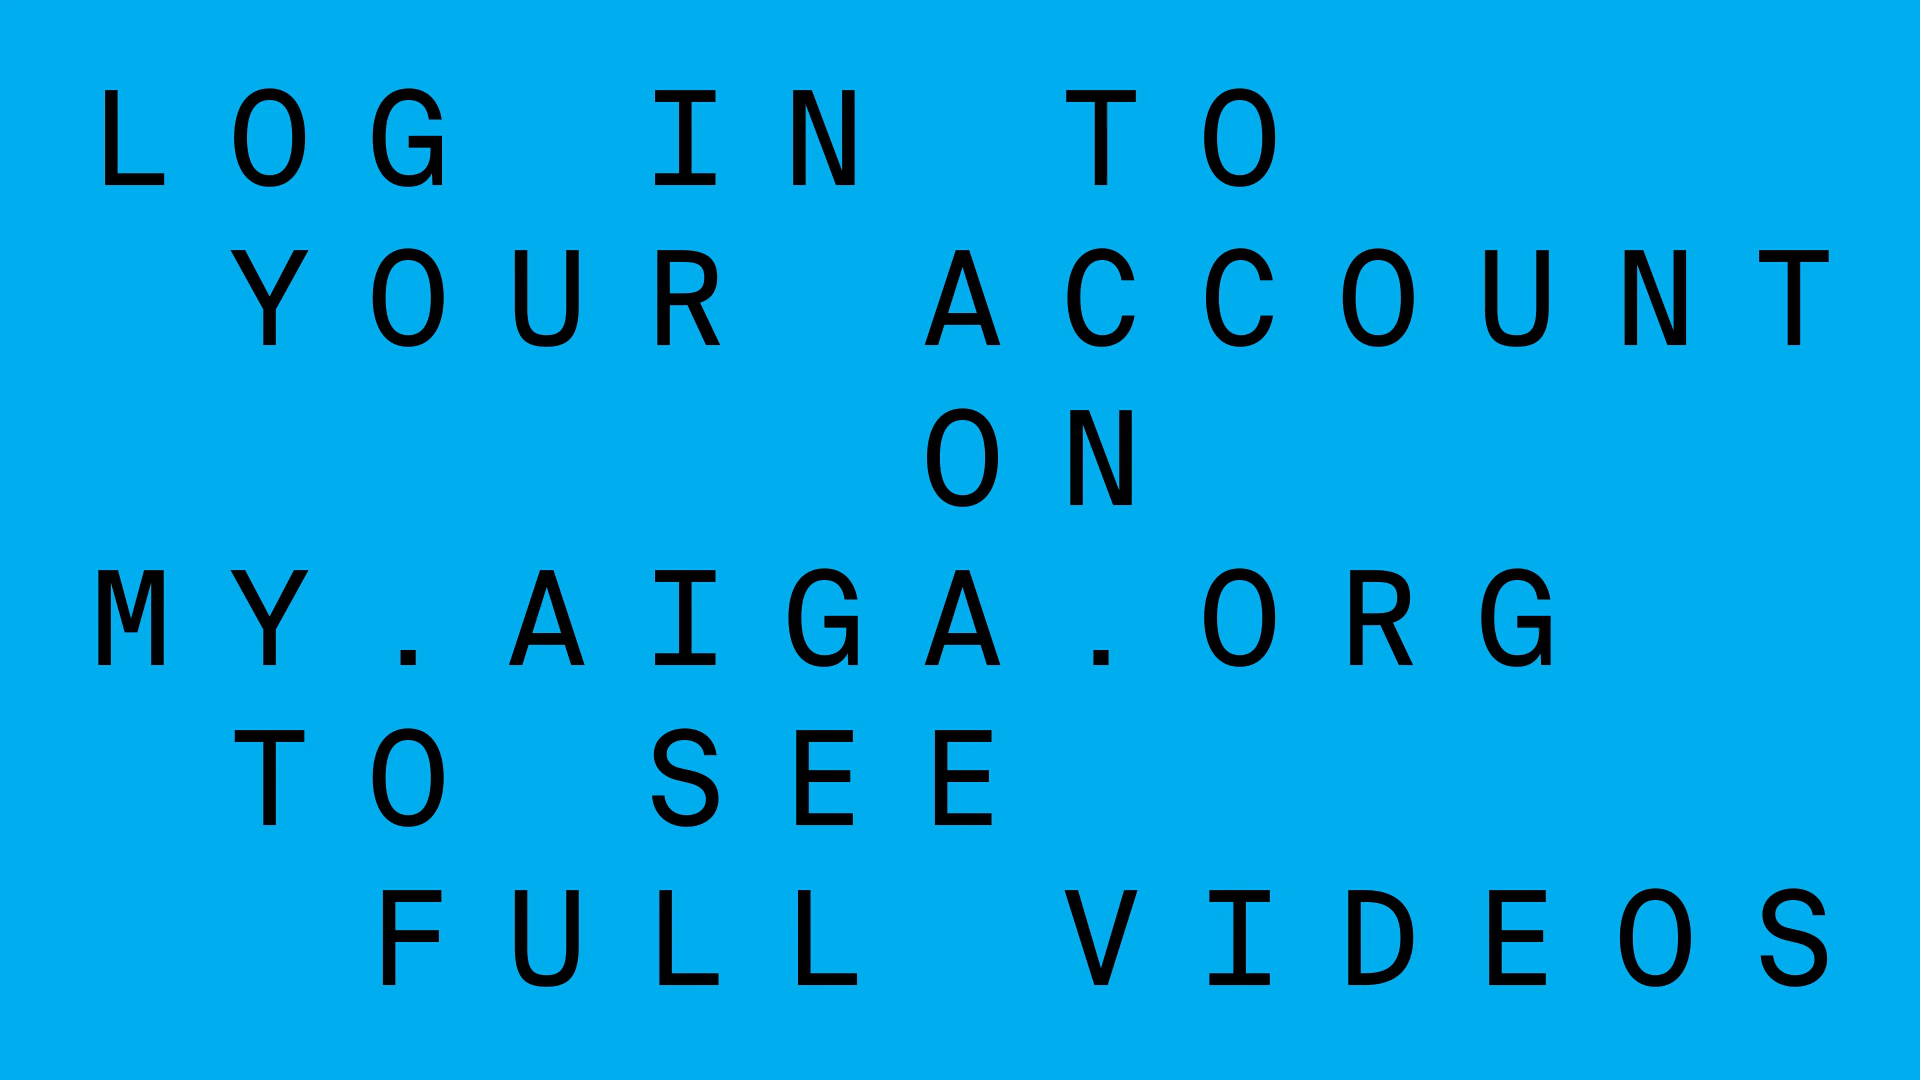 LOG IN TO
YOUR ACCOUNT
ON
MY.AIGA.ORG
TO SEE
FULL VIDEOS